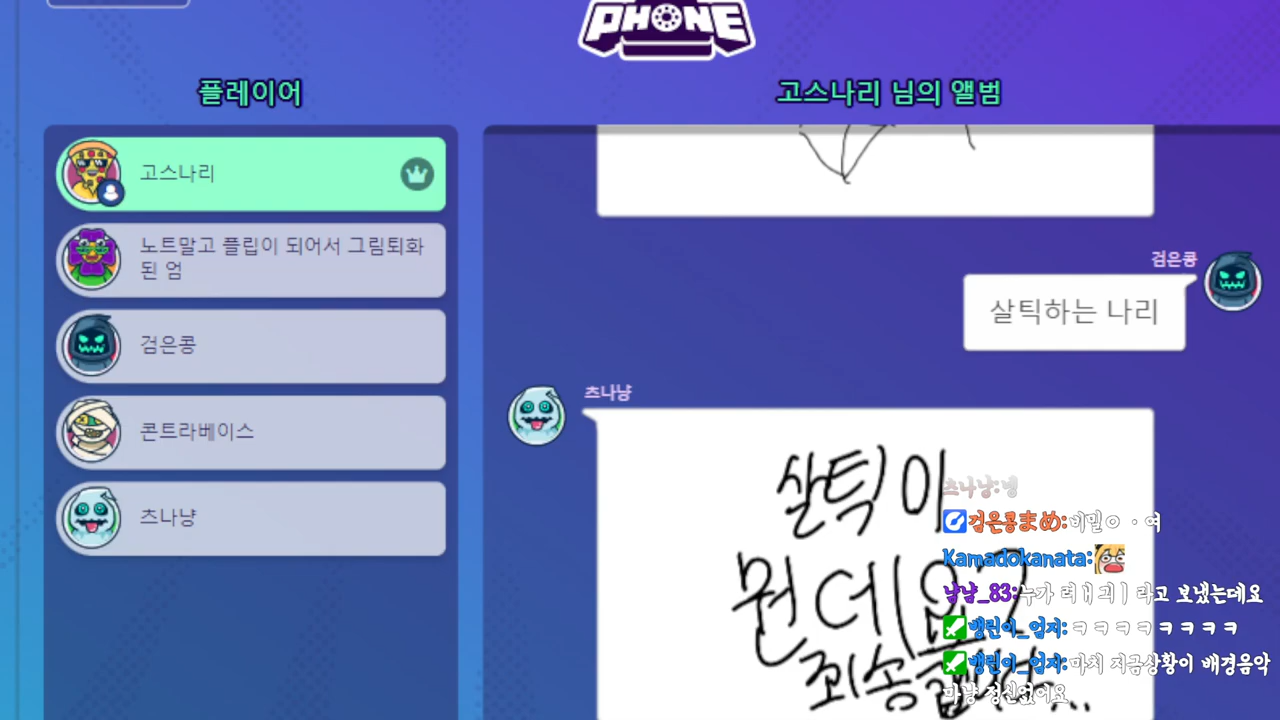 PHONE
플레이어
고스나리
노트말고 플립이 되어서 그림퇴화
된 엄
검은콩
콘트라베이스
츠나냥
고스나리 님의 앨범
검은콩
살틱하는 나리
츠나냥
살틱이
뭔데요?
죄송
츠나냥:넹
검은콩まめ:비밀ㅇㆍ여
Kamadokanata:
냥냥_83:누가 려ㅐ긔ㅣ라고 보냈는데요
뱅린이_엄지:ㅋㅋㅋㅋㅋㅋㅋㅋ
뱅린이_엄지:마치 지금상황이 배경음악
마냥 정신없어요